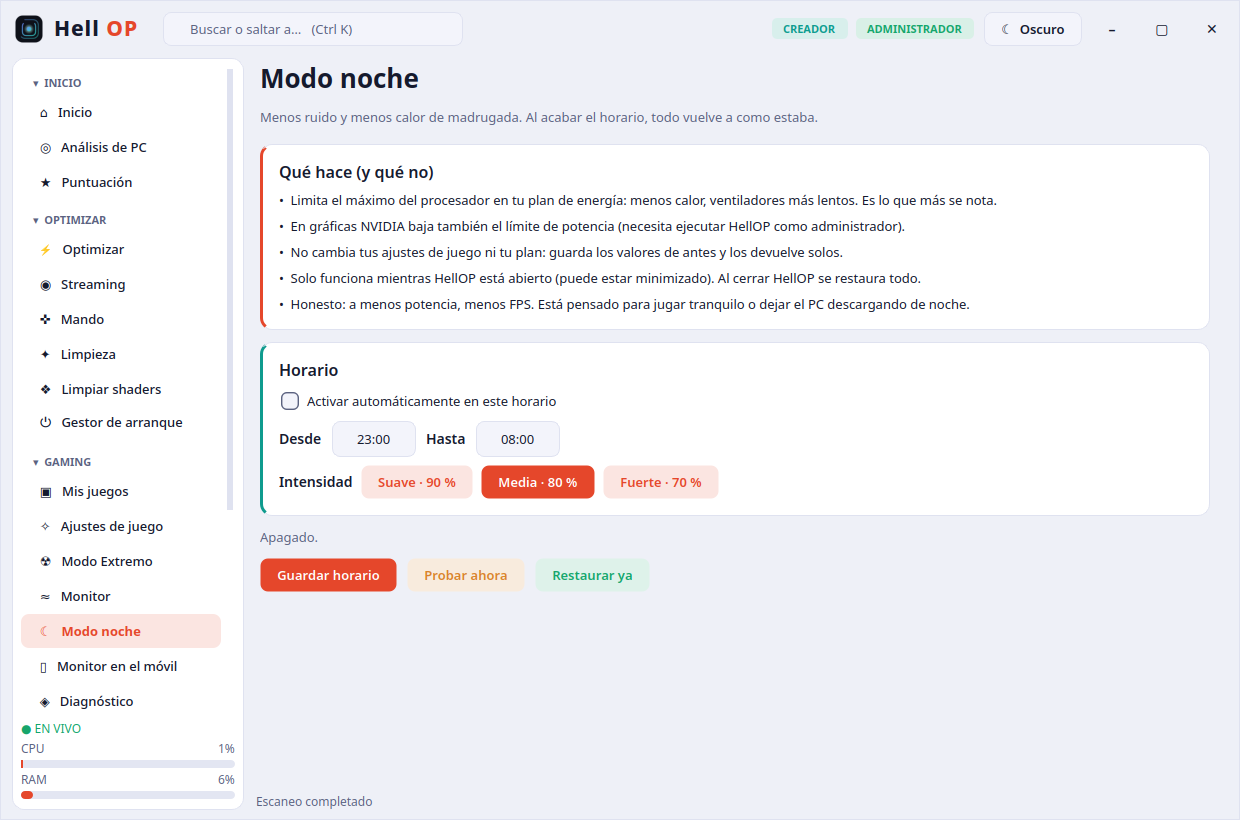 Hell OP
Buscar o saltar a... (Ctrl K)
CREADOR
ADMINISTRADOR
☾ Oscuro
▾ INICIO
⌂ Inicio
◎ Análisis de PC
★ Puntuación
▾ OPTIMIZAR
⚡ Optimizar
◉ Streaming
✜ Mando
✦ Limpieza
❖ Limpiar shaders
⏻ Gestor de arranque
▾ GAMING
▣ Mis juegos
✧ Ajustes de juego
☢ Modo Extremo
≈ Monitor
☾ Modo noche
▯ Monitor en el móvil
◈ Diagnóstico
● EN VIVO
CPU 1%
RAM 6%
Modo noche
Menos ruido y menos calor de madrugada. Al acabar el horario, todo vuelve a como estaba.
Qué hace (y qué no)
• Limita el máximo del procesador en tu plan de energía: menos calor, ventiladores más lentos. Es lo que más se nota.
• En gráficas NVIDIA baja también el límite de potencia (necesita ejecutar HellOP como administrador).
• No cambia tus ajustes de juego ni tu plan: guarda los valores de antes y los devuelve solos.
• Solo funciona mientras HellOP está abierto (puede estar minimizado). Al cerrar HellOP se restaura todo.
• Honesto: a menos potencia, menos FPS. Está pensado para jugar tranquilo o dejar el PC descargando de noche.
Horario
Activar automáticamente en este horario
Desde 23:00 Hasta 08:00
Intensidad Suave · 90 % Media · 80 % Fuerte · 70 %
Apagado.
Guardar horario Probar ahora Restaurar ya
Escaneo completado